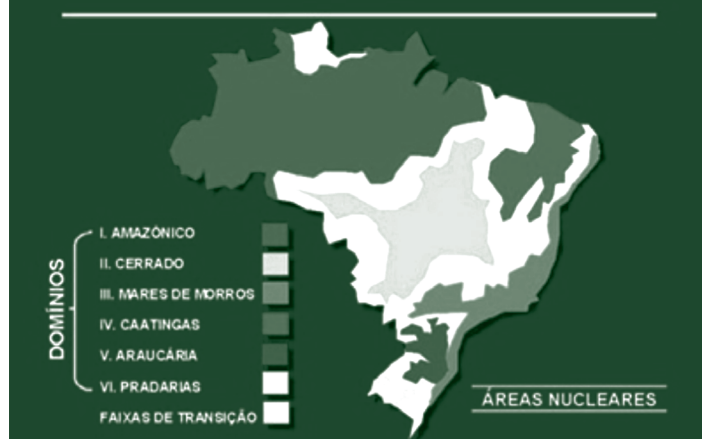 I. AMAZÔNICO
II. CERRADO
III. MARES DE MORROS
IV. CAATINGAS
V. ARAUCÁRIA
VI. PRADARIAS
FAIXAS DE TRANSIÇÃO
DOMÍNIOS
ÁREAS NUCLEARES